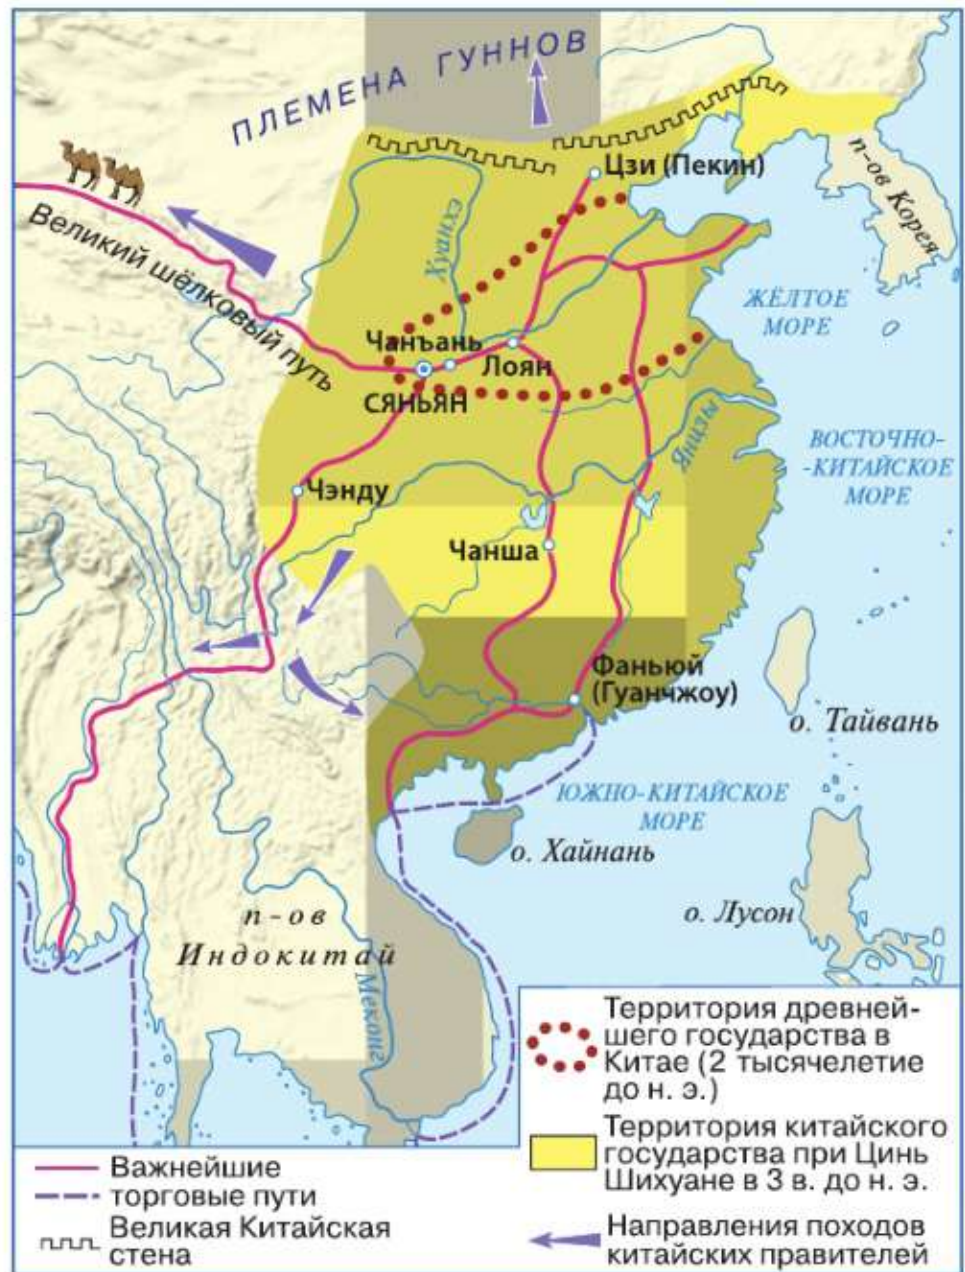 ПЛЕМЕНА ГУННОВ
Цзи (Пекин)
п-ов Корея
Хуанхэ
Великий шёлковый путь
ЖЁЛТОЕ
МОРЕ
Чанъань
Лоян
СЯНЬЯН
Янцзы
ВОСТОЧНО-
-КИТАЙСКОЕ
МОРЕ
Чэнду
Чанша
Фаньюй
(Гуанчжоу)
о. Тайвань
ЮЖНО-КИТАЙСКОЕ
МОРЕ
о. Хайнань
о. Лусон
п-ов
Индокитай
Меконг
Территория древней-
шего государства в
Китае (2 тысячелетие
до н. э.)
Территория китайского
государства при Цинь
Шихуане в 3 в. до н. э.
Важнейшие
торговые пути
Великая Китайская
стена
Направления походов
китайских правителей